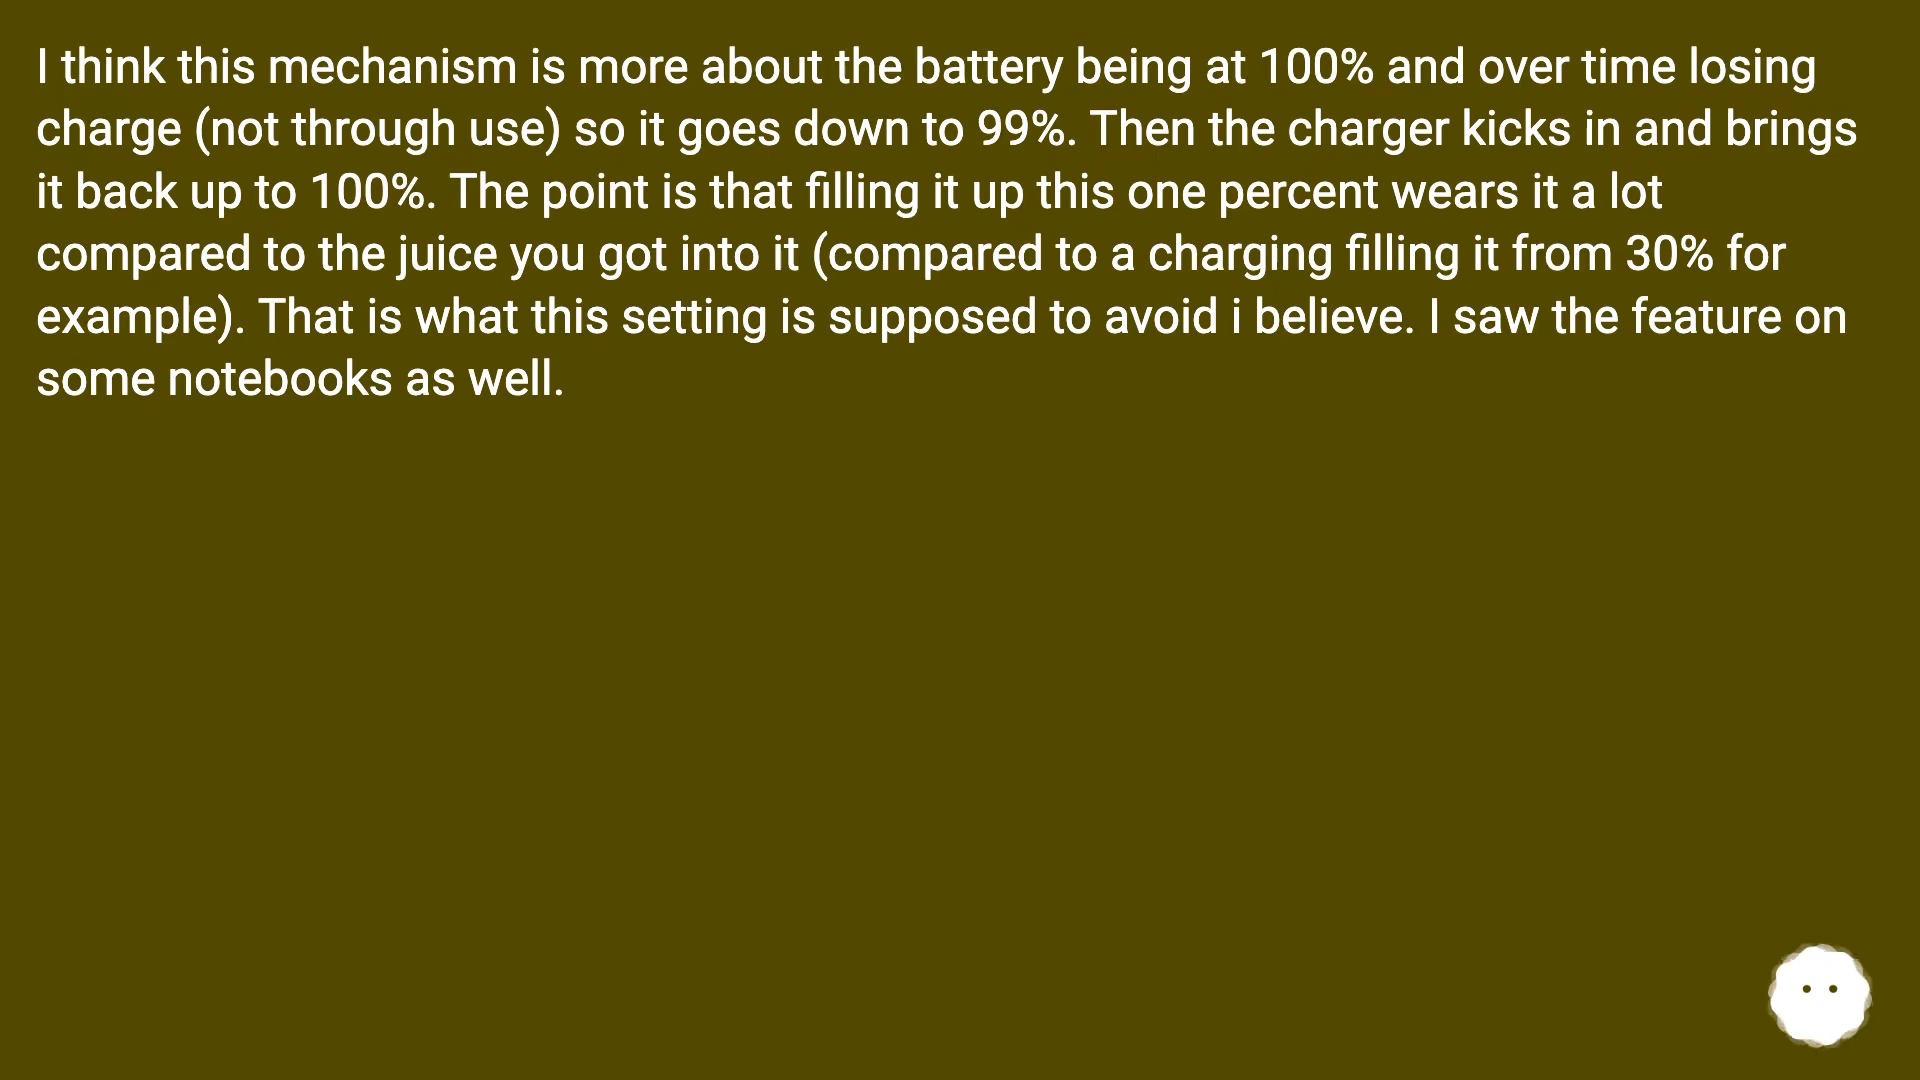 I think this mechanism is more about the battery being at 100% and over time losing
charge (not through use) so it goes down to 99%. Then the charger kicks in and brings
it back up to 100%. The point is that filling it up this one percent wears it a lot
compared to the juice you got into it (compared to a charging filling it from 30% for
example). That is what this setting is supposed to avoid i believe. I saw the feature on
some notebooks as well.